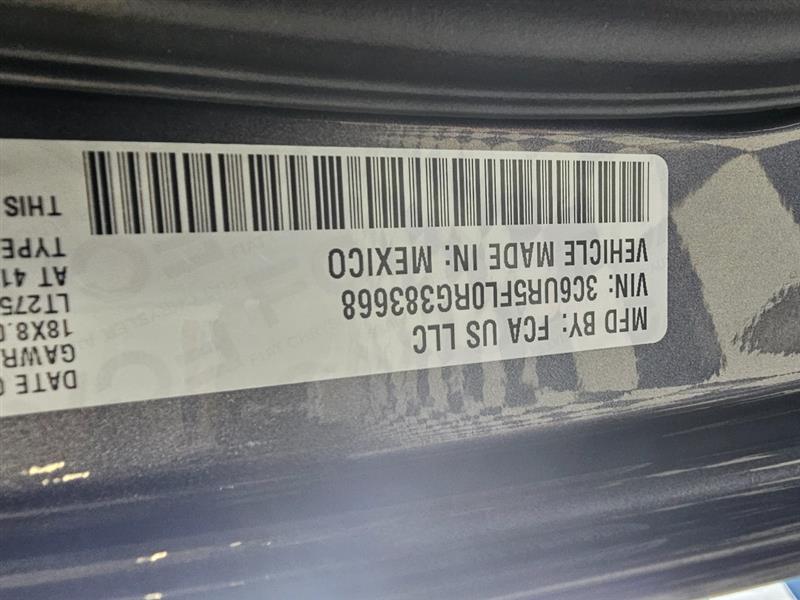 MFD BY: FCA US LLC
VIN: 3C6UR5FL0RG383668
VEHICLE MADE IN: MEXICO
DATE O
GAWR
18X8.0
LT275
AT 41
TYPE
THIS